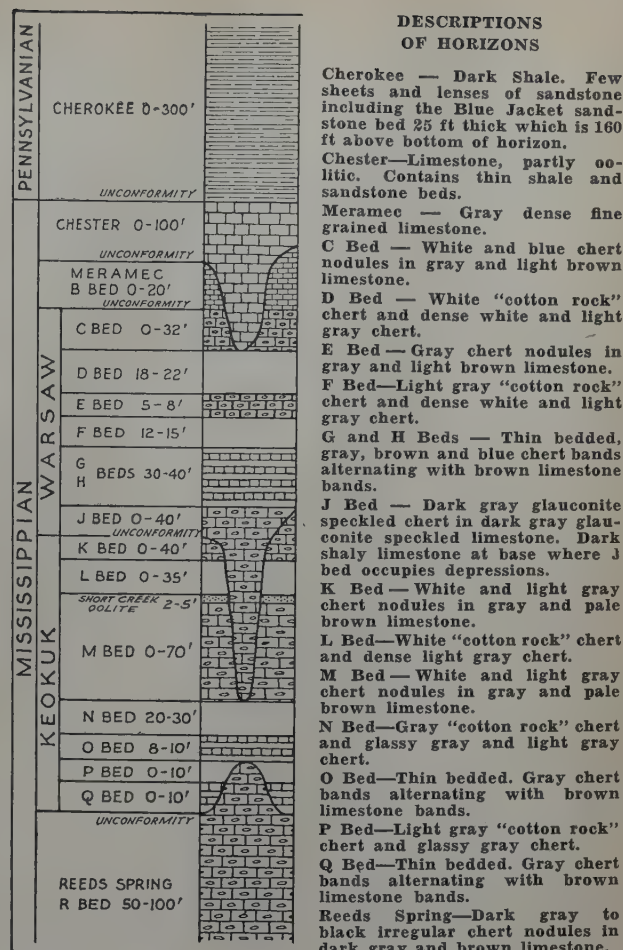 PENNSYLVANIAN
CHEROKEE 0-300'
UNCONFORMITY
MISSISSIPPIAN
CHESTER 0-100'
UNCONFORMITY
MERAMEC
B BED 0-20'
UNCONFORMITY
WARSAW
C BED 0-32'
D BED 18-22'
E BED 5-8'
F BED 12-15'
G
H BEDS 30-40'
J BED 0-40'
UNCONFORMITY
KEOKUK
K BED 0-40'
L BED 0-35'
SHORT CREEK
OOLITE 2-5'
M BED 0-70'
N BED 20-30'
O BED 8-10'
P BED 0-10'
Q BED 0-10'
UNCONFORMITY
REEDS SPRING
R BED 50-100'
DESCRIPTIONS
OF HORIZONS
Cherokee — Dark Shale. Few
sheets and lenses of sandstone
including the Blue Jacket sand-
stone bed 25 ft thick which is 160
ft above bottom of horizon.
Chester—Limestone, partly oo-
litic. Contains thin shale and
sandstone beds.
Meramec — Gray dense fine
grained limestone.
C Bed — White and blue chert
nodules in gray and light brown
limestone.
D Bed — White "cotton rock"
chert and dense white and light
gray chert.
E Bed — Gray chert nodules in
gray and light brown limestone.
F Bed—Light gray "cotton rock"
chert and dense white and light
gray chert.
G and H Beds — Thin bedded,
gray, brown and blue chert bands
alternating with brown limestone
bands.
J Bed — Dark gray glauconite
speckled chert in dark gray glau-
conite speckled limestone. Dark
shaly limestone at base where J
bed occupies depressions.
K Bed — White and light gray
chert nodules in gray and pale
brown limestone.
L Bed—White "cotton rock" chert
and dense light gray chert.
M Bed — White and light gray
chert nodules in gray and pale
brown limestone.
N Bed—Gray "cotton rock" chert
and glassy gray and light gray
chert.
O Bed—Thin bedded. Gray chert
bands alternating with brown
limestone bands.
P Bed—Light gray "cotton rock"
chert and glassy gray chert.
Q Bed—Thin bedded. Gray chert
bands alternating with brown
limestone bands.
Reeds Spring—Dark gray to
black irregular chert nodules in
dark gray and brown limestone.